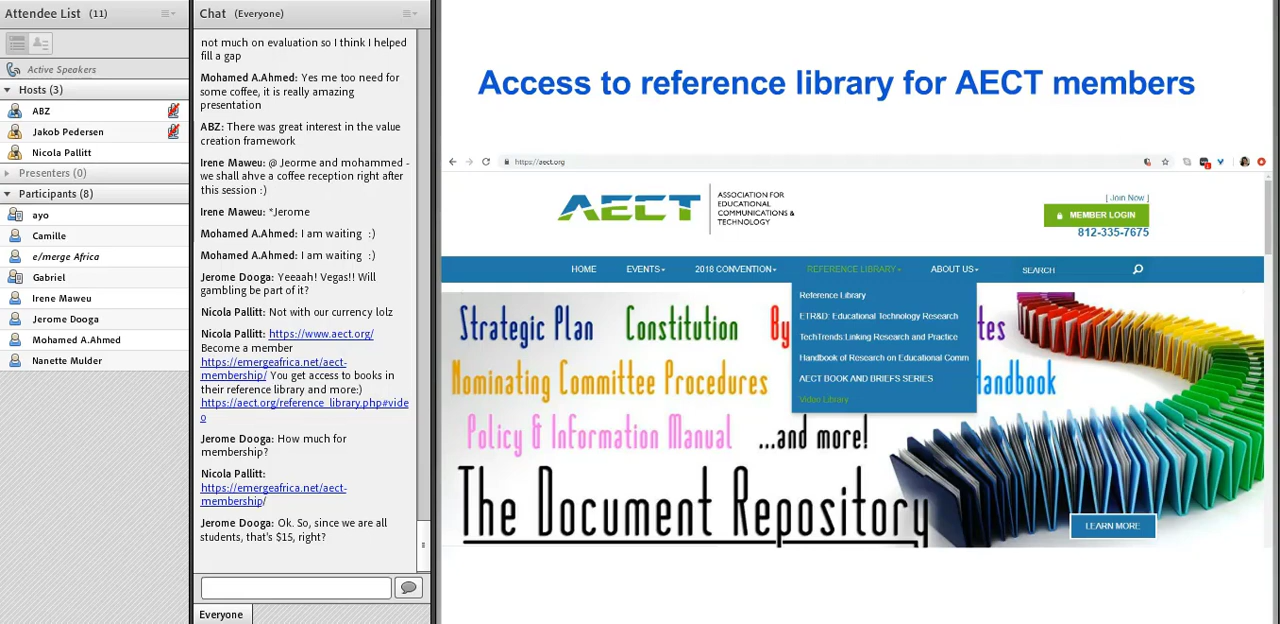 Attendee List (11)
Active Speakers
Hosts (3)
ABZ
Jakob Pedersen
Nicola Pallitt
Presenters (0)
Participants (8)
ayo
Camille
e/merge Africa
Gabriel
Irene Maweu
Jerome Dooga
Mohamed A.Ahmed
Nanette Mulder
Chat (Everyone)
not much on evaluation so I think I helped
fill a gap
Mohamed A.Ahmed: Yes me too need for
some coffee, it is really amazing
presentation
ABZ: There was great interest in the value
creation framework
Irene Maweu: @ Jeorme and mohammed -
we shall ahve a coffee reception right after
this session :)
Irene Maweu: *Jerome
Mohamed A.Ahmed: I am waiting :)
Mohamed A.Ahmed: I am waiting :)
Jerome Dooga: Yeeaah! Vegas!! Will
gambling be part of it?
Nicola Pallitt: Not with our currency lolz
Nicola Pallitt: https://www.aect.org/
Become a member
https://emergeafrica.net/aect-
membership/ You get access to books in
their reference library and more:)
https://aect.org/reference_library.php#vide
o
Jerome Dooga: How much for
membership?
Nicola Pallitt:
https://emergeafrica.net/aect-
membership/
Jerome Dooga: Ok. So, since we are all
students, that's $15, right?
Everyone
Access to reference library for AECT members
https://aect.org
AECT
ASSOCIATION FOR
EDUCATIONAL
COMMUNICATIONS &
TECHNOLOGY
[ Join Now ]
MEMBER LOGIN
812-335-7675
HOME EVENTS 2018 CONVENTION REFERENCE LIBRARY ABOUT US SEARCH
Reference Library
ETR&D: Educational Technology Research
TechTrends:Linking Research and Practice
Handbook of Research on Educational Comm
AECT BOOK AND BRIEFS SERIES
Video Library
Strategic Plan Constitution
Nominating Committee Procedures Handbook
Policy & Information Manual ...and more!
The Document Repository
LEARN MORE